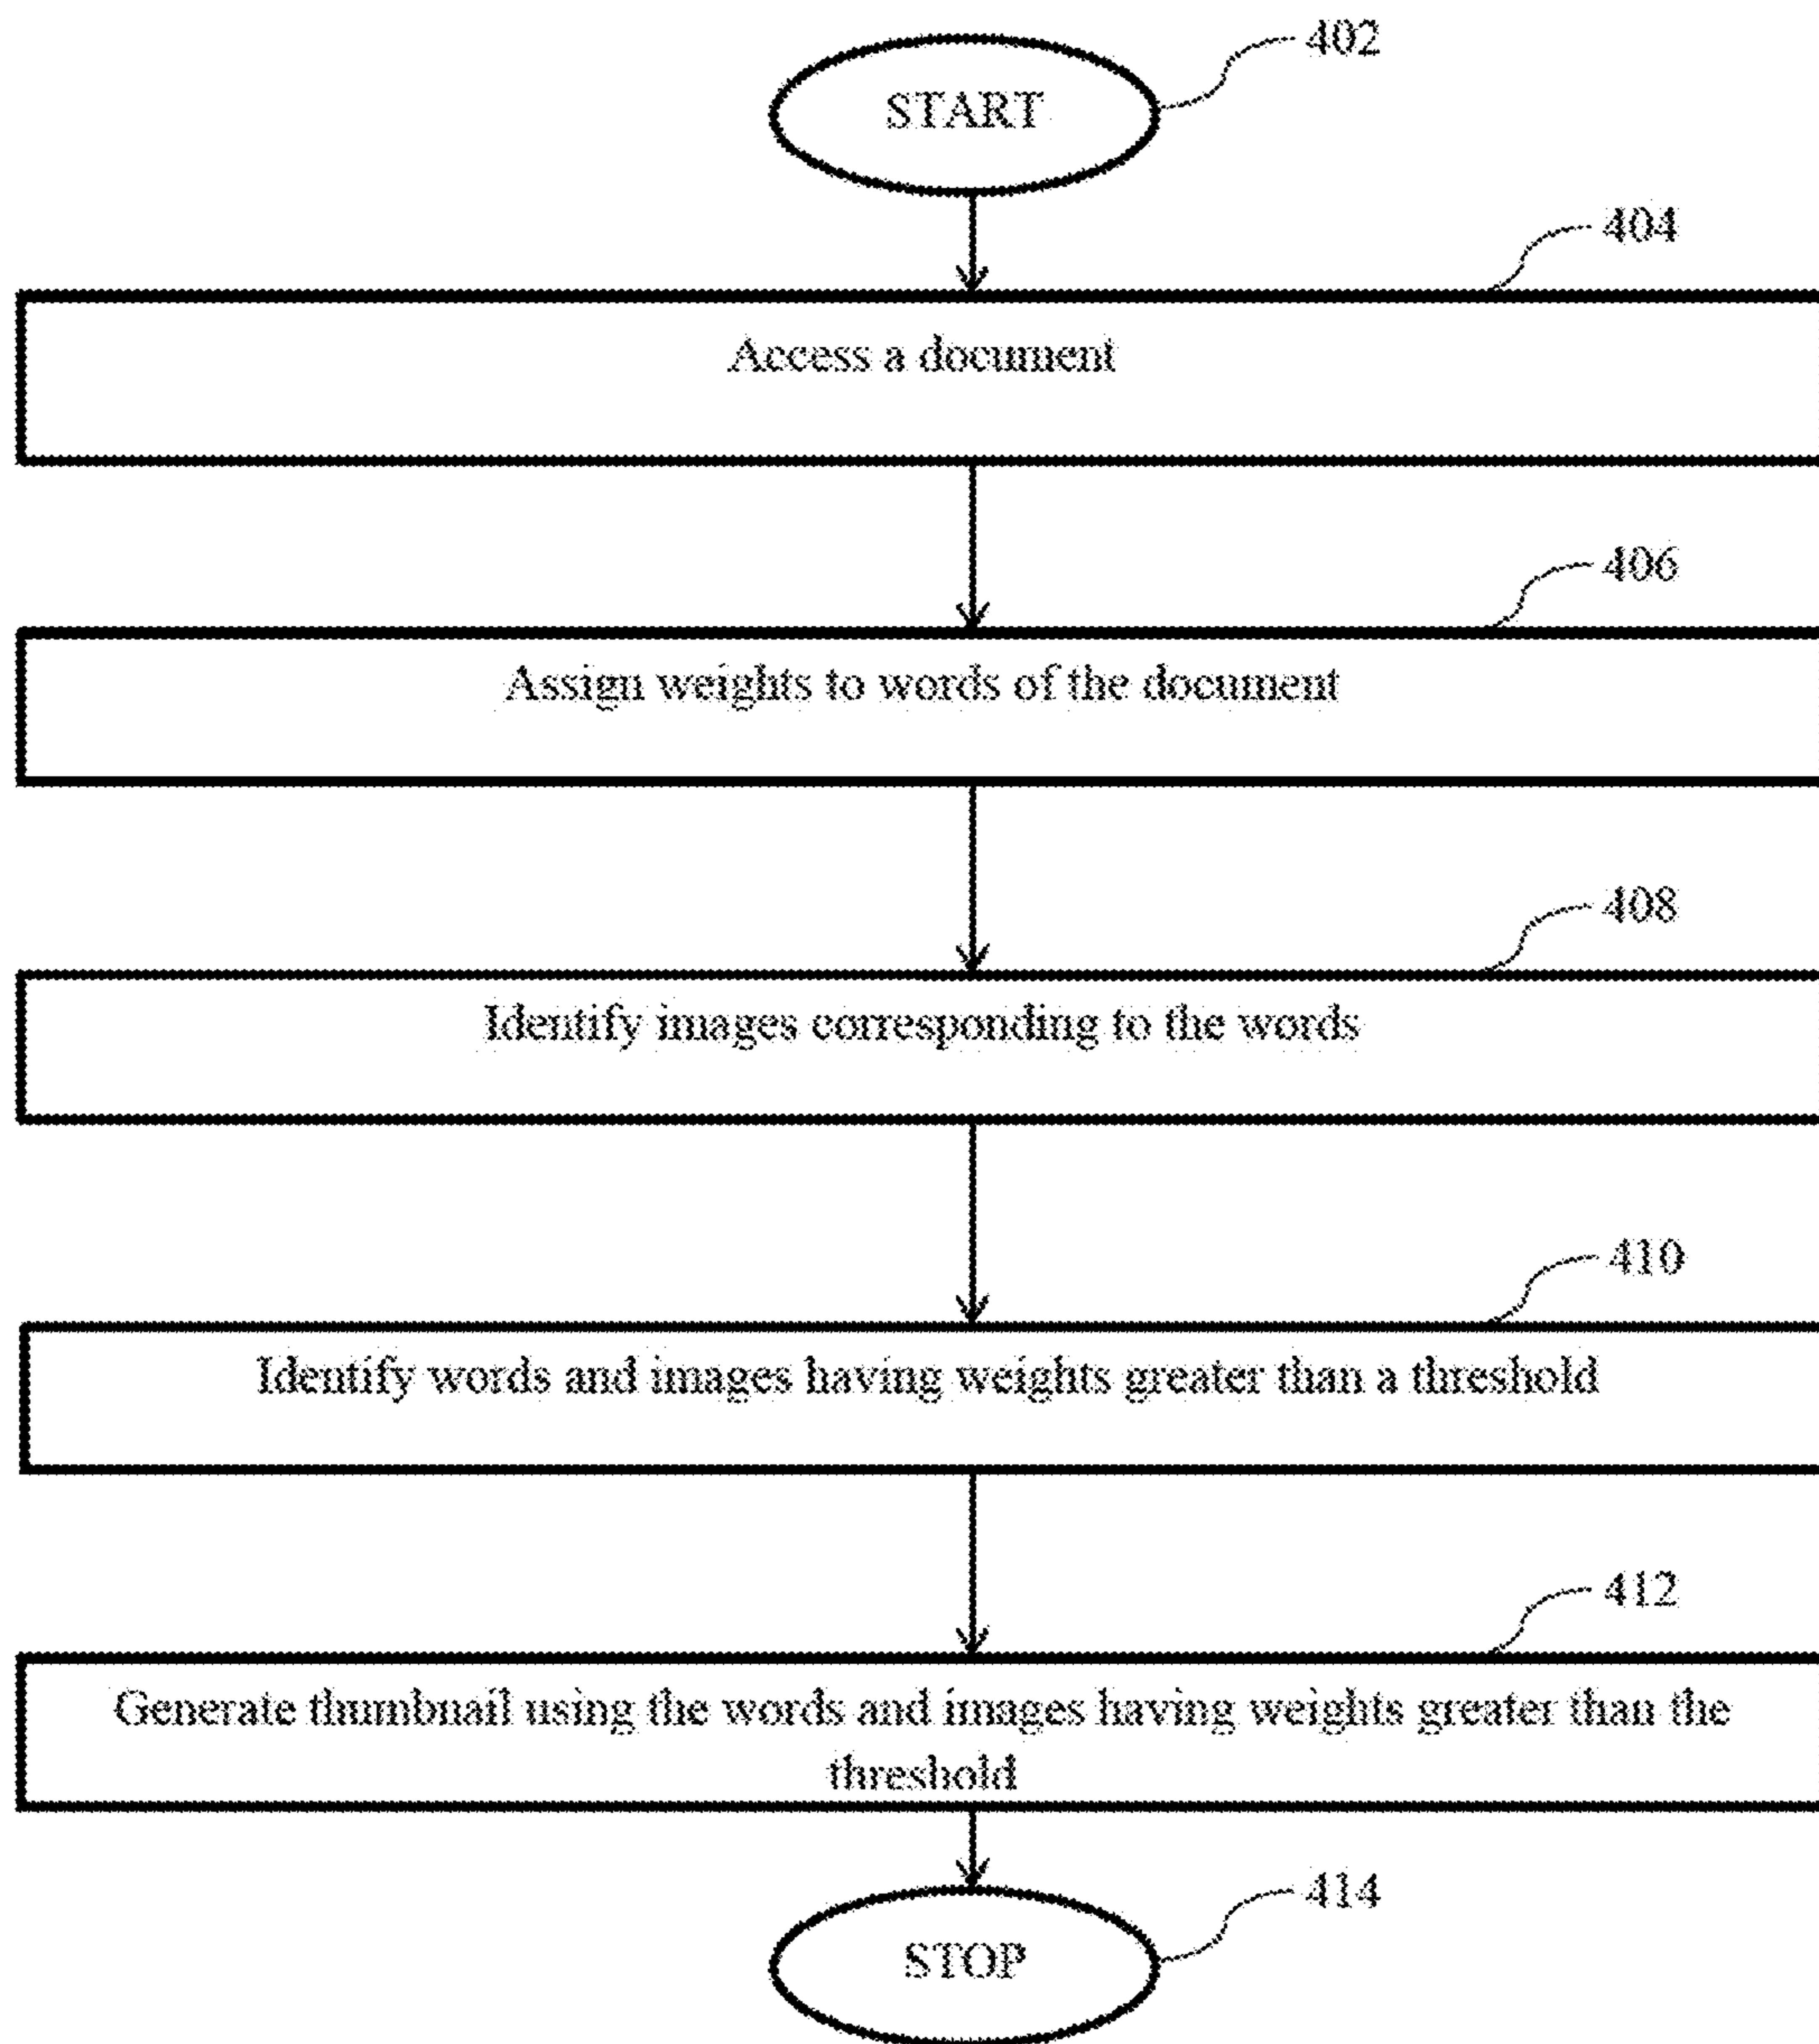 402
START
404
Access a document
406
Assign weights to words of the document
408
Identify images corresponding to the words
410
Identify words and images having weights greater than a threshold
412
Generate thumbnail using the words and images having weights greater than the
threshold
414
STOP